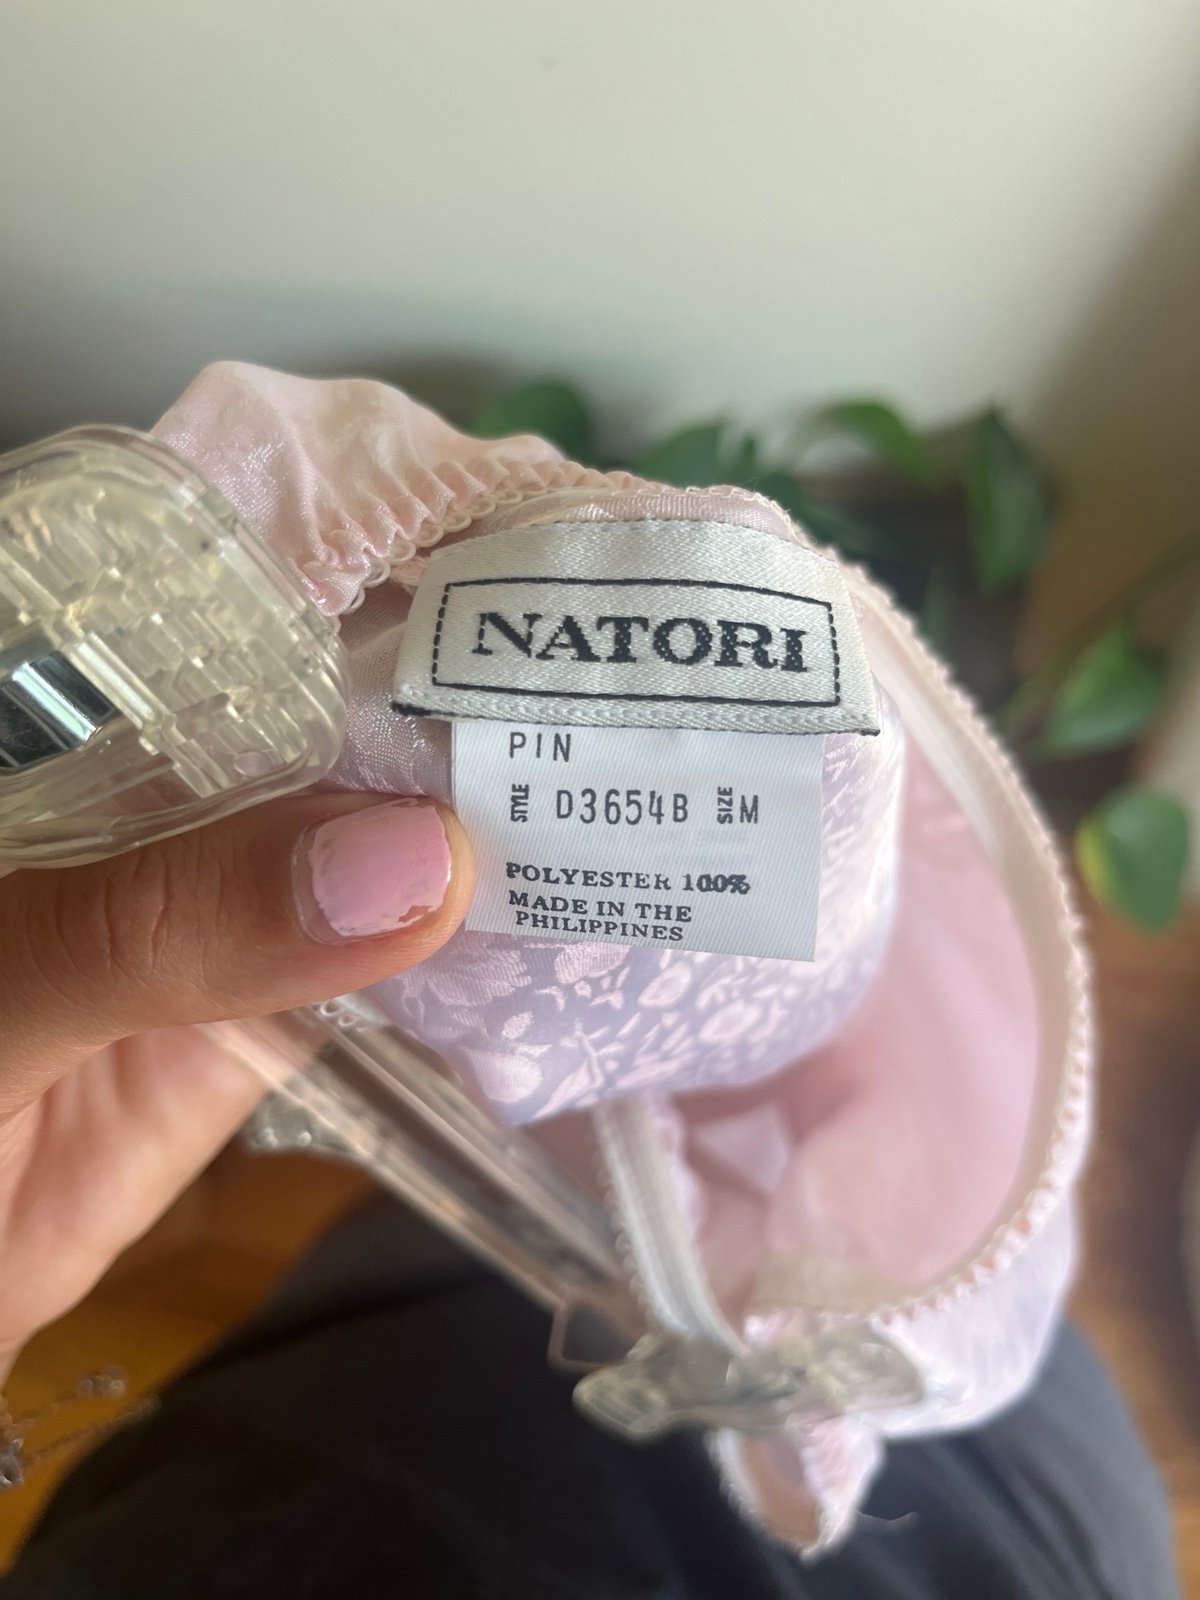 NATORI
PIN
STYLE D3654B SIZE M
POLYESTER 100%
MADE IN THE
PHILIPPINES